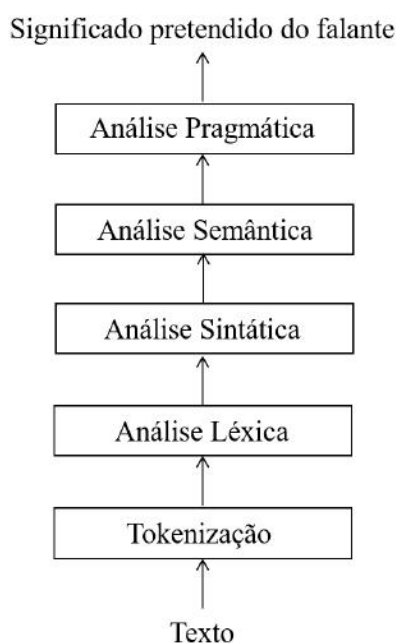 Significado pretendido do falante
Análise Pragmática
Análise Semântica
Análise Sintática
Análise Léxica
Tokenização
Texto